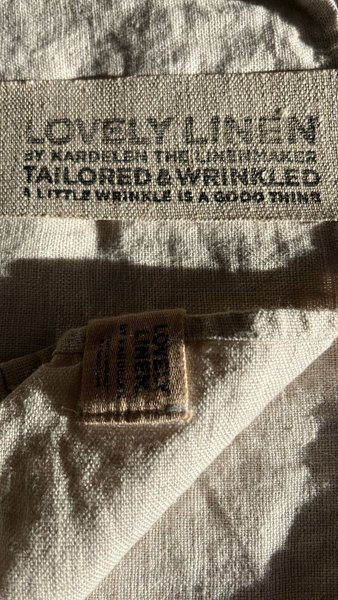 LOVELY LINEN
BY KARDELEN THE LINENMAKER
TAILORED & WRINKLED
A LITTLE WRINKLE IS A GOOD THING
LOVELY
LINEN